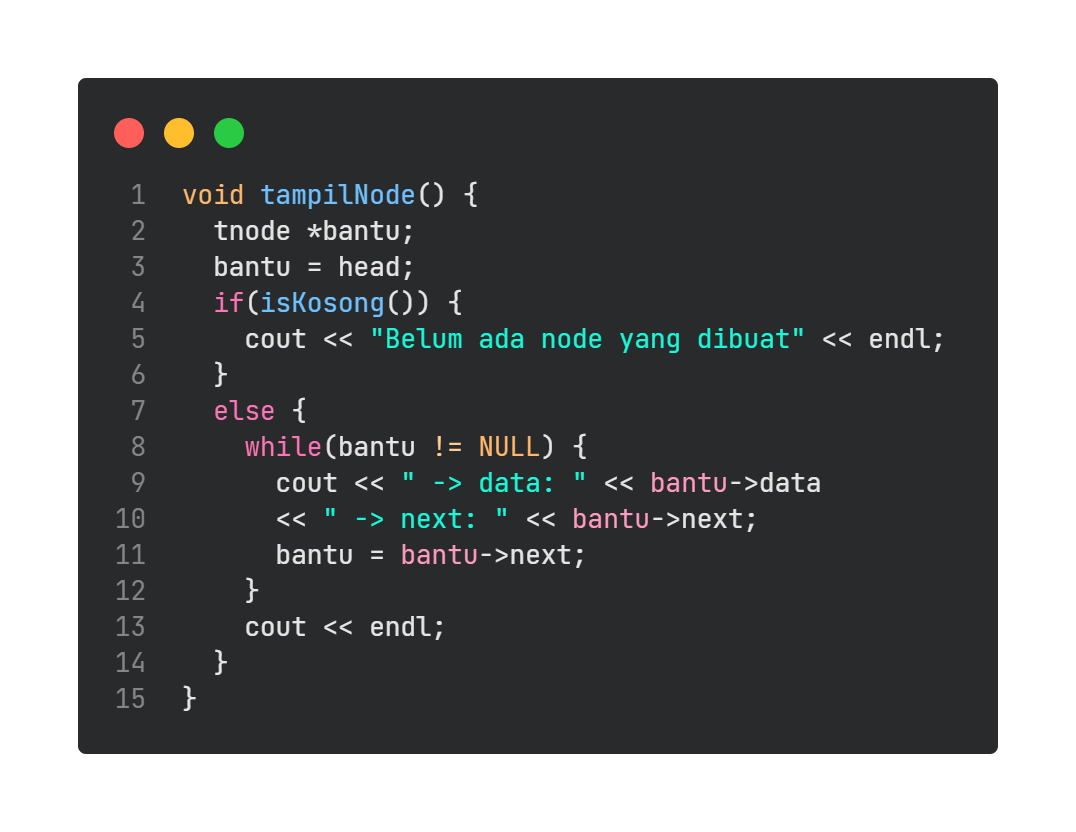 1 void tampilNode() {
2 tnode *bantu;
3 bantu = head;
4 if(isKosong()) {
5 cout << "Belum ada node yang dibuat" << endl;
6 }
7 else {
8 while(bantu != NULL) {
9 cout << " -> data: " << bantu->data
10 << " -> next: " << bantu->next;
11 bantu = bantu->next;
12 }
13 cout << endl;
14 }
15 }